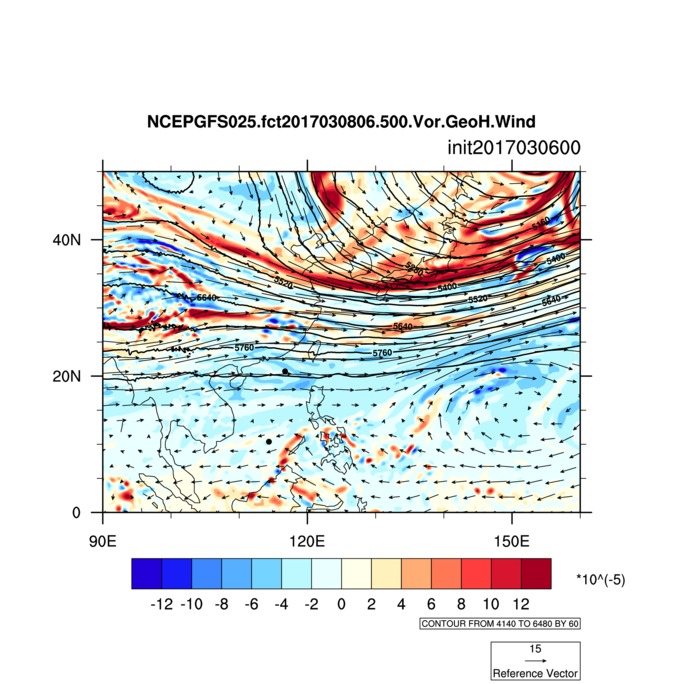 NCEPGFS025.fct2017030806.500.Vor.GeoH.Wind
init2017030600
5160
40N
5400
5280
5400
5520
5520
5640
5640
5640
5760
5760
20N
0
90E 120E 150E
-12 -10 -8 -6 -4 -2 0 2 4 6 8 10 12
*10^(-5)
CONTOUR FROM 4140 TO 6480 BY 60
15
Reference Vector